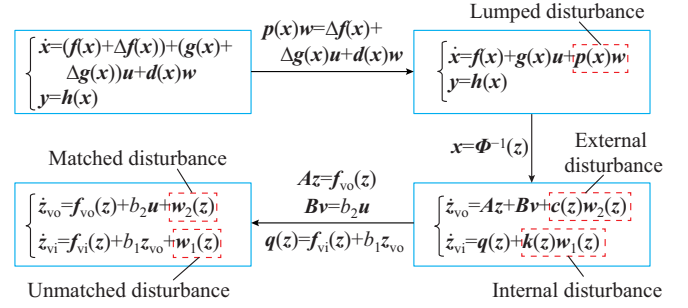 Lumped disturbance
ẋ=(f(x)+Δf(x))+(g(x)+
Δg(x))u+d(x)w
y=h(x)
p(x)w=Δf(x)+
Δg(x)u+d(x)w
ẋ=f(x)+g(x)u+p(x)w
y=h(x)
x=Φ⁻¹(z)
External
disturbance
Matched disturbance
ż_vo=f_vo(z)+b₂u+w₂(z)
ż_vi=f_vi(z)+b₁z_vo+w₁(z)
Unmatched disturbance
Az=f_vo(z)
Bv=b₂u
q(z)=f_vi(z)+b₁z_vo
ż_vo=Az+Bv+c(z)w₂(z)
ż_vi=q(z)+k(z)w₁(z)
Internal disturbance